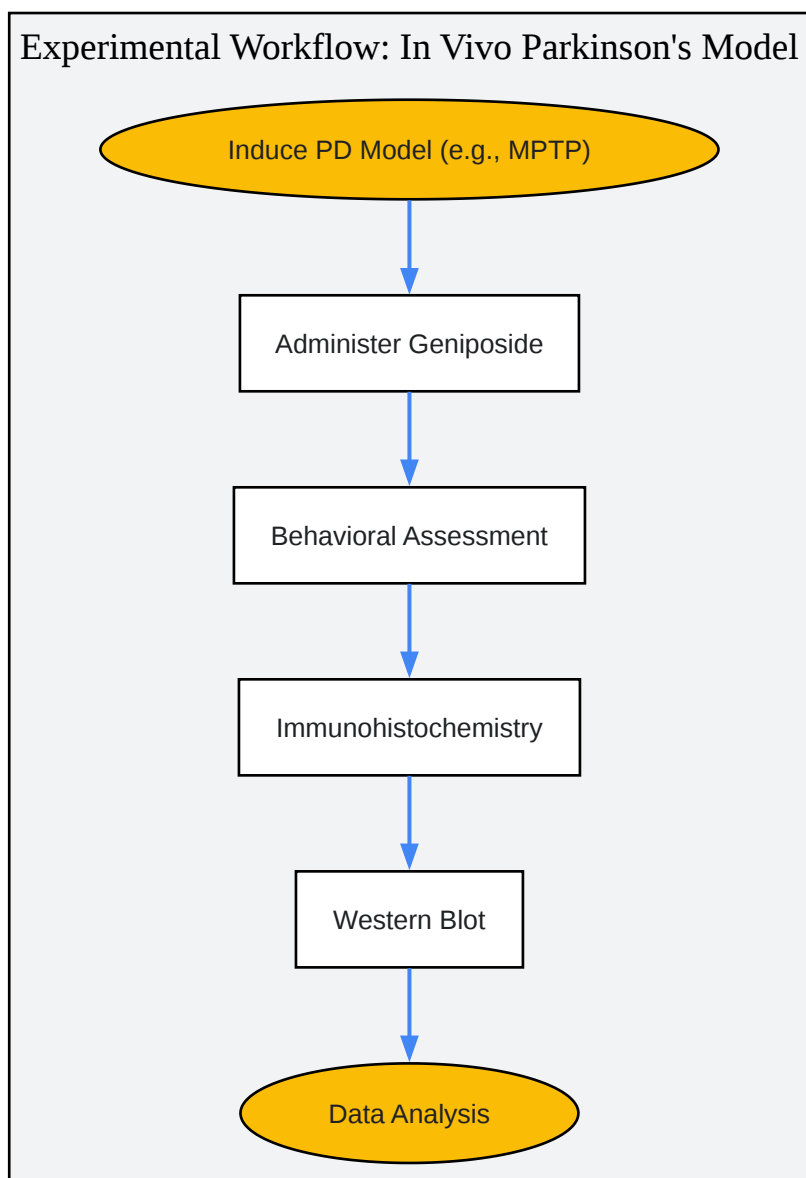 Experimental Workflow: In Vivo Parkinson's Model
Induce PD Model (e.g., MPTP)
Administer Geniposide
Behavioral Assessment
Immunohistochemistry
Western Blot
Data Analysis